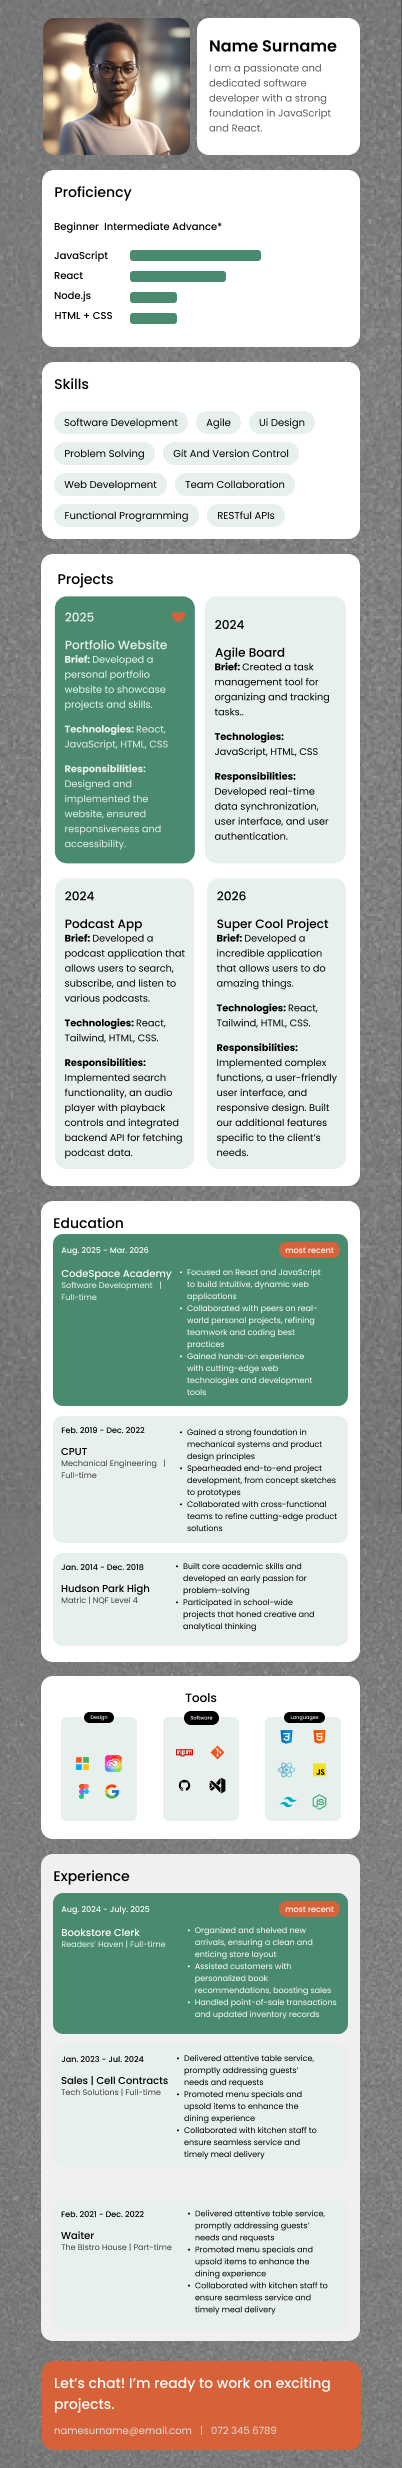 Name Surname
I am a passionate and
dedicated software
developer with a strong
foundation in JavaScript
and React.
Proficiency
Beginner Intermediate Advance*
JavaScript
React
Node.js
HTML + CSS
Skills
Software Development
Agile
Ui Design
Problem Solving
Git And Version Control
Web Development
Team Collaboration
Functional Programming
RESTful APIs
Projects
2025
Portfolio Website
Brief: Developed a
personal portfolio
website to showcase
projects and skills.
Technologies: React,
JavaScript, HTML, CSS
Responsibilities:
Designed and
implemented the
website, ensured
responsiveness and
accessibility.
2024
Agile Board
Brief: Created a task
management tool for
organizing and tracking
tasks..
Technologies:
JavaScript, HTML, CSS
Responsibilities:
Developed real-time
data synchronization,
user interface, and user
authentication.
2024
Podcast App
Brief: Developed a
podcast application that
allows users to search,
subscribe, and listen to
various podcasts.
Technologies: React,
Tailwind, HTML, CSS.
Responsibilities:
Implemented search
functionality, an audio
player with playback
controls and integrated
backend API for fetching
podcast data.
2026
Super Cool Project
Brief: Developed a
incredible application
that allows users to do
amazing things.
Technologies: React,
Tailwind, HTML, CSS.
Responsibilities:
Implemented complex
functions, a user-friendly
user interface, and
responsive design. Built
our additional features
specific to the client's
needs.
Education
Aug. 2025 - Mar. 2026
most recent
CodeSpace Academy
Software Development |
Full-time
• Focused on React and JavaScript
to build intuitive, dynamic web
applications
• Collaborated with peers on real-
world personal projects, refining
teamwork and coding best
practices
• Gained hands-on experience
with cutting-edge web
technologies and development
tools
Feb. 2019 - Dec. 2022
CPUT
Mechanical Engineering |
Full-time
• Gained a strong foundation in
mechanical systems and product
design principles
• Spearheaded end-to-end project
development, from concept sketches
to prototypes
• Collaborated with cross-functional
teams to refine cutting-edge product
solutions
Jan. 2014 - Dec. 2018
Hudson Park High
Matric | NQF Level 4
• Built core academic skills and
developed an early passion for
problem-solving
• Participated in school-wide
projects that honed creative and
analytical thinking
Tools
Design
Software
Languages
npm
JS
Experience
Aug. 2024 - July. 2025
most recent
Bookstore Clerk
Readers' Haven | Full-time
• Organized and shelved new
arrivals, ensuring a clean and
enticing store layout
• Assisted customers with
personalized book
recommendations, boosting sales
• Handled point-of-sale transactions
and updated inventory records
Jan. 2023 - Jul. 2024
Sales | Cell Contracts
Tech Solutions | Full-time
• Delivered attentive table service,
promptly addressing guests'
needs and requests
• Promoted menu specials and
upsold items to enhance the
dining experience
• Collaborated with kitchen staff to
ensure seamless service and
timely meal delivery
Feb. 2021 - Dec. 2022
Waiter
The Bistro House | Part-time
• Delivered attentive table service,
promptly addressing guests'
needs and requests
• Promoted menu specials and
upsold items to enhance the
dining experience
• Collaborated with kitchen staff to
ensure seamless service and
timely meal delivery
Let's chat! I'm ready to work on exciting
projects.
namesurname@email.com | 072 345 6789